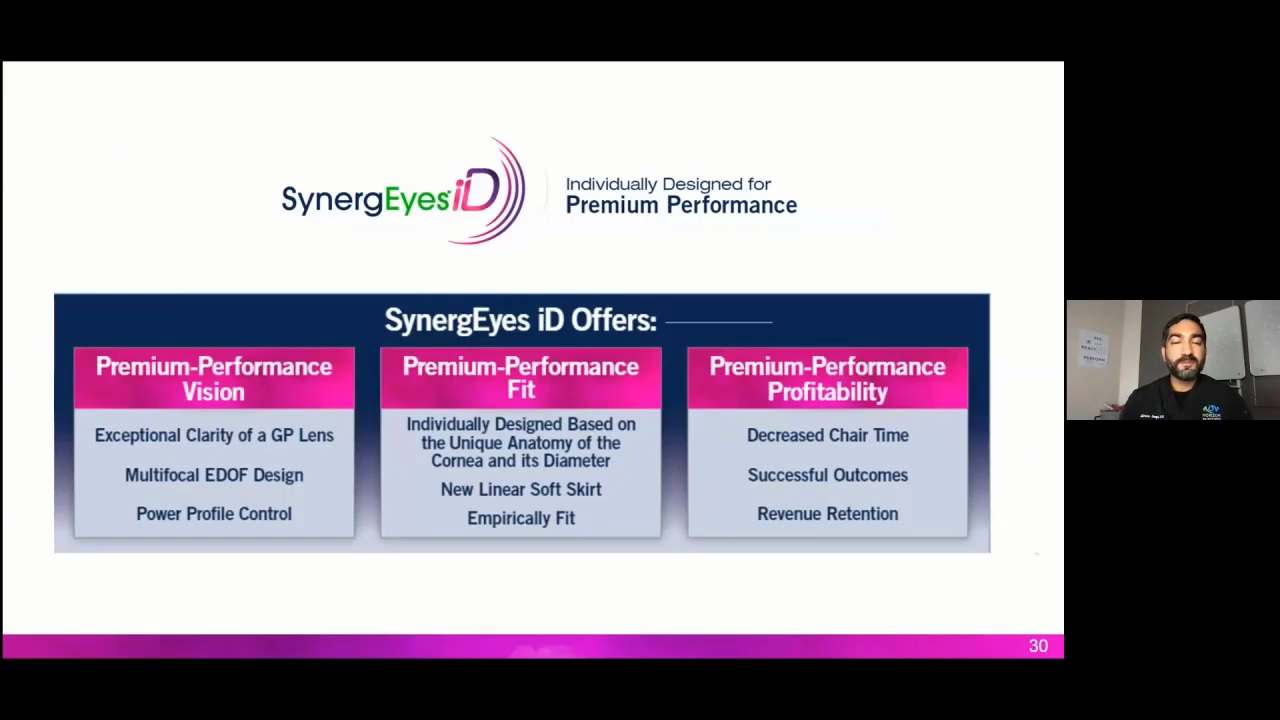 SynergEyes iD
Individually Designed for
Premium Performance
SynergEyes iD Offers:
Premium-Performance
Vision
Exceptional Clarity of a GP Lens
Multifocal EDOF Design
Power Profile Control
Premium-Performance
Fit
Individually Designed Based on
the Unique Anatomy of the
Cornea and its Diameter
New Linear Soft Skirt
Empirically Fit
Premium-Performance
Profitability
Decreased Chair Time
Successful Outcomes
Revenue Retention
30